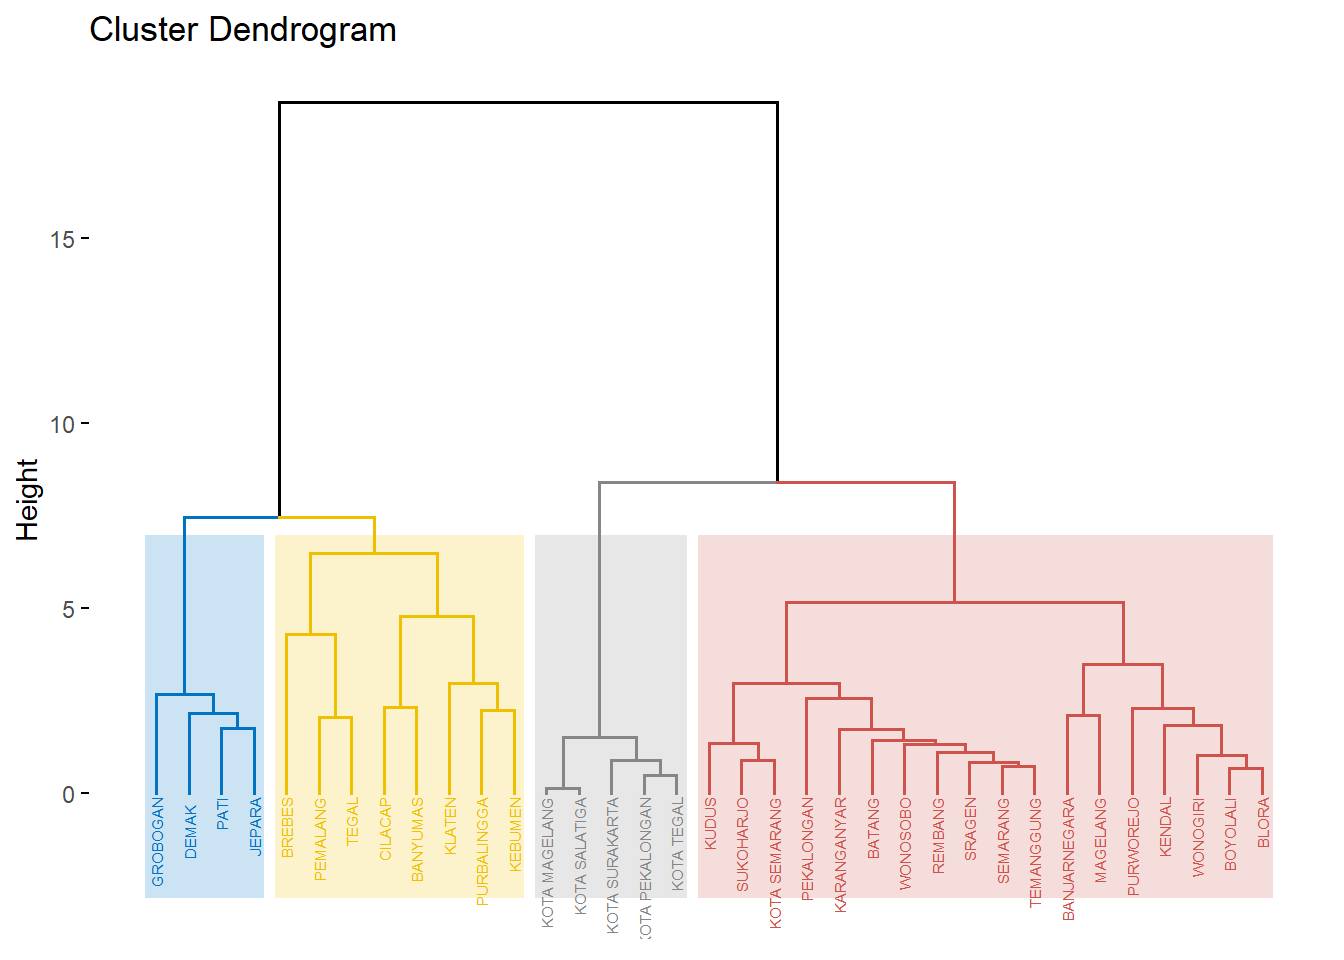 Cluster Dendrogram
Height
15
10
5
0
GROBOGAN
DEMAK
PATI
JEPARA
BREBES
PEMALANG
TEGAL
CILACAP
BANYUMAS
KLATEN
PURBALINGGA
KEBUMEN
KOTA MAGELANG
KOTA SALATIGA
KOTA SURAKARTA
KOTA PEKALONGAN
KOTA TEGAL
KUDUS
SUKOHARJO
KOTA SEMARANG
PEKALONGAN
KARANGANYAR
BATANG
WONOSOBO
REMBANG
SRAGEN
SEMARANG
TEMANGGUNG
BANJARNEGARA
MAGELANG
PURWOREJO
KENDAL
WONOGIRI
BOYOLALI
BLORA